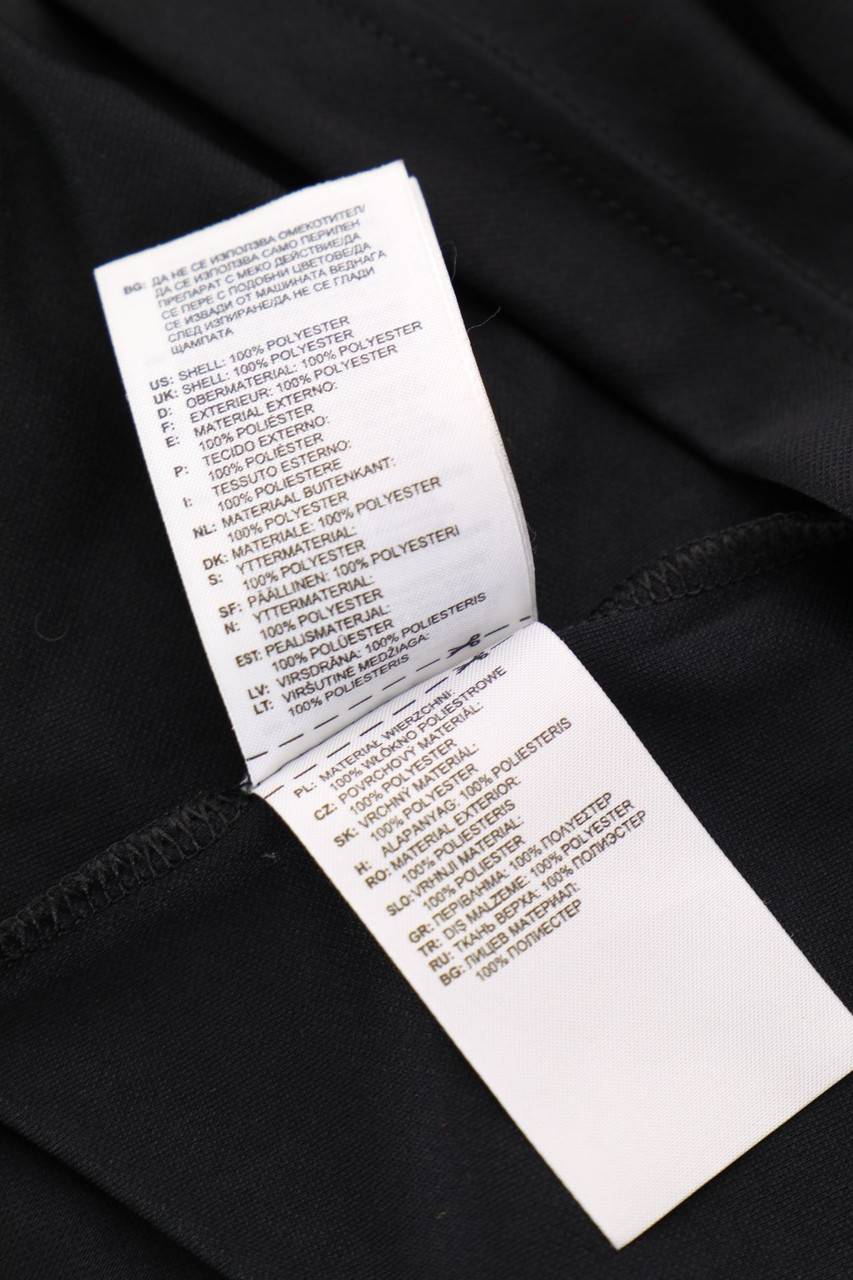 BG: ДА НЕ СЕ ИЗПОЛЗВА ОМЕКОТИТЕЛ/
ДА СЕ ИЗПОЛЗВА САМО ПЕРИЛЕН
ПРЕПАРАТ С МЕКО ДЕЙСТВИЕ/ДА
СЕ ПЕРЕ С ПОДОБНИ ЦВЕТОВЕ/ДА
СЕ ИЗВАДИ ОТ МАШИНАТА ВЕДНАГА
СЛЕД ИЗПИРАНЕ/ДА НЕ СЕ ГЛАДИ
ЩАМПАТА
US: SHELL: 100% POLYESTER
UK: SHELL: 100% POLYESTER
D: OBERMATERIAL: 100% POLYESTER
F: EXTERIEUR: 100% POLYESTER
E: MATERIAL EXTERNO:
100% POLIÉSTER
P: TECIDO EXTERNO:
100% POLIÉSTER
I: TESSUTO ESTERNO:
100% POLIESTERE
NL: MATERIAAL BUITENKANT:
100% POLYESTER
DK: MATERIALE: 100% POLYESTER
S: YTTERMATERIAL:
100% POLYESTER
SF: PÄÄLLINEN: 100% POLYESTERI
N: YTTERMATERIAL:
100% POLYESTER
EST: PEALISMATERJAL:
100% POLÜESTER
LV: VIRSDRĀNA: 100% POLIESTERIS
LT: VIRŠUTINĖ MEDŽIAGA:
100% POLIESTERIS
PL: MATERIAŁ WIERZCHNI:
100% WŁÓKNO POLIESTROWE
CZ: POVRCHOVÝ MATERIÁL:
100% POLYESTER
SK: VRCHNÝ MATERIÁL:
100% POLYESTER
H: ALAPANYAG: 100% POLIESTERIS
RO: MATERIAL EXTERIOR:
100% POLIESTERIS
SLO: VRHNJI MATERIAL:
100% POLIESTER
GR: ΠΕΡΙΒΛΗΜΑ: 100% ΠΟΛΥΕΣΤΕΡ
TR: DIŞ MALZEME: 100% POLYESTER
RU: ТКАНЬ ВЕРХА: 100% ПОЛИЭСТЕР
BG: ЛИЦЕВ МАТЕРИАЛ:
100% ПОЛИЕСТЕР